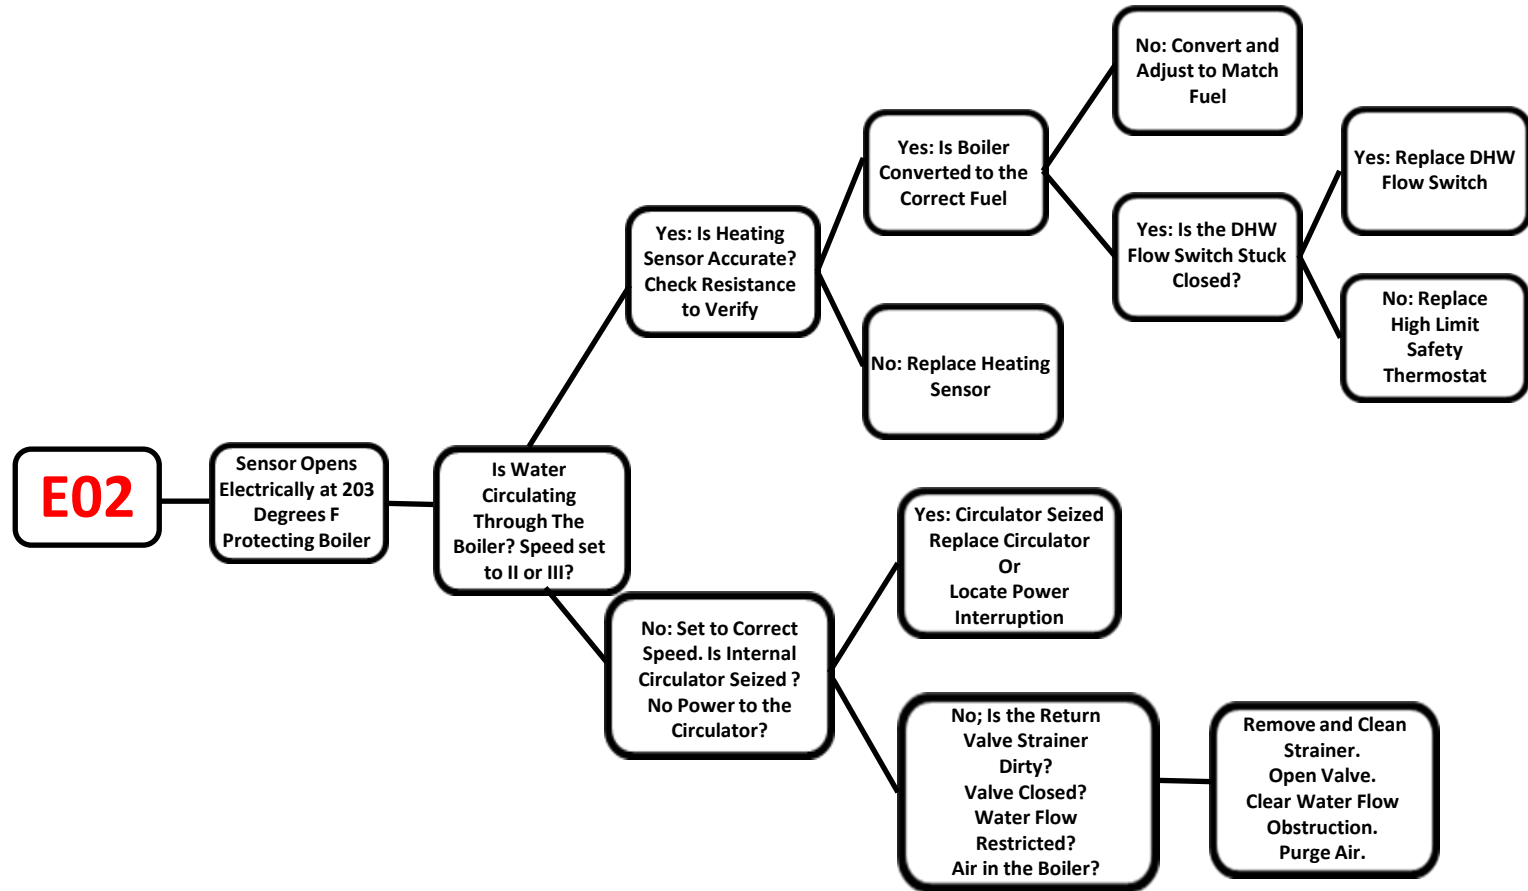 E02
Sensor Opens
Electrically at 203
Degrees F
Protecting Boiler
Is Water
Circulating
Through The
Boiler? Speed set
to II or III?
Yes: Is Heating
Sensor Accurate?
Check Resistance
to Verify
Yes: Is Boiler
Converted to the
Correct Fuel
No: Convert and
Adjust to Match
Fuel
Yes: Is the DHW
Flow Switch Stuck
Closed?
Yes: Replace DHW
Flow Switch
No: Replace
High Limit
Safety
Thermostat
No: Replace Heating
Sensor
No: Set to Correct
Speed. Is Internal
Circulator Seized ?
No Power to the
Circulator?
Yes: Circulator Seized
Replace Circulator
Or
Locate Power
Interruption
No; Is the Return
Valve Strainer
Dirty?
Valve Closed?
Water Flow
Restricted?
Air in the Boiler?
Remove and Clean
Strainer.
Open Valve.
Clear Water Flow
Obstruction.
Purge Air.